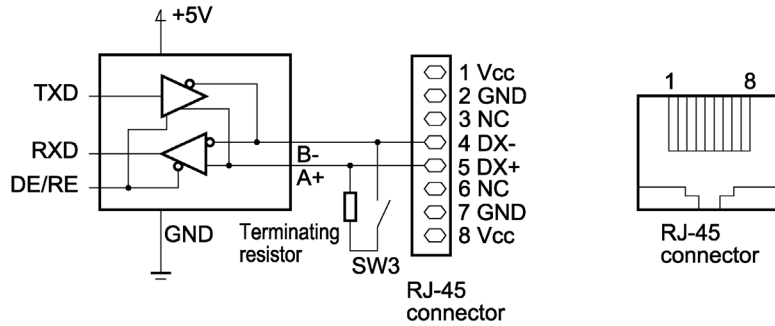 +5V
TXD
RXD
DE/RE
GND
B-
A+
Terminating
resistor
SW3
1 Vcc
2 GND
3 NC
4 DX-
5 DX+
6 NC
7 GND
8 Vcc
RJ-45
connector
1 8
RJ-45
connector